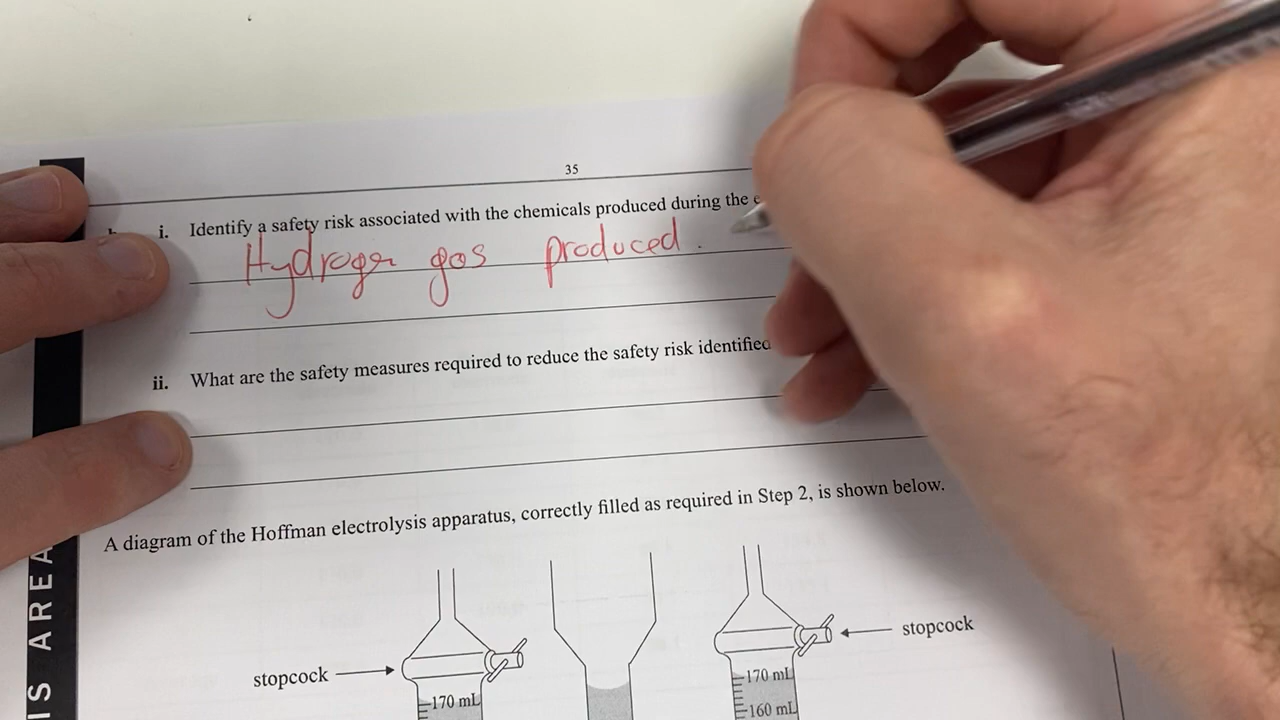 35
i. Identify a safety risk associated with the chemicals produced during the
Hydrogen gas produced.
ii. What are the safety measures required to reduce the safety risk identified
A diagram of the Hoffman electrolysis apparatus, correctly filled as required in Step 2, is shown below.
stopcock
stopcock
170 mL
170 mL
160 mL
IS AREA